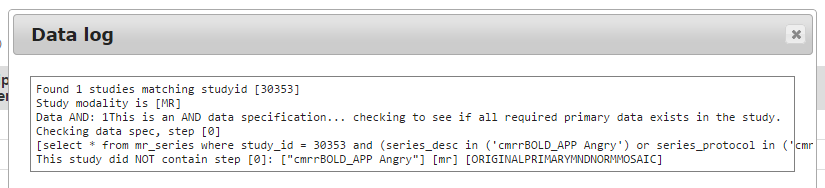 Data log
Found 1 studies matching studyid [30353]
Study modality is [MR]
Data AND: 1This is an AND data specification... checking to see if all required primary data exists in the study.
Checking data spec, step [0]
[select * from mr_series where study_id = 30353 and (series_desc in ('cmrrBOLD_APP Angry') or series_protocol in ('cmr
This study did NOT contain step [0]: ["cmrrBOLD_APP Angry"] [mr] [ORIGINALPRIMARYMNDNORMMOSAIC]